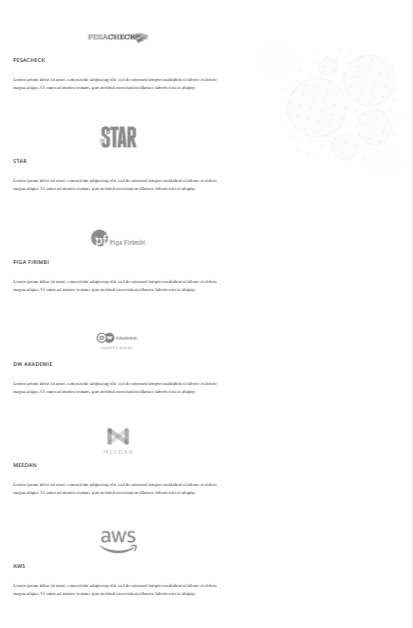 PESACHECK
PESACHECK
Lorem ipsum dolor sit amet, consectetur adipiscing elit, sed do eiusmod tempor incididunt ut labore et dolore
magna aliqua. Ut enim ad minim veniam, quis nostrud exercitation ullamco laboris nisi ut aliquip.
STAR
STAR
Lorem ipsum dolor sit amet, consectetur adipiscing elit, sed do eiusmod tempor incididunt ut labore et dolore
magna aliqua. Ut enim ad minim veniam, quis nostrud exercitation ullamco laboris nisi ut aliquip.
pf Piga Firimbi
PIGA FIRIMBI
Lorem ipsum dolor sit amet, consectetur adipiscing elit, sed do eiusmod tempor incididunt ut labore et dolore
magna aliqua. Ut enim ad minim veniam, quis nostrud exercitation ullamco laboris nisi ut aliquip.
DW Akademie
DW AKADEMIE
Lorem ipsum dolor sit amet, consectetur adipiscing elit, sed do eiusmod tempor incididunt ut labore et dolore
magna aliqua. Ut enim ad minim veniam, quis nostrud exercitation ullamco laboris nisi ut aliquip.
MEEDAN
MEEDAN
Lorem ipsum dolor sit amet, consectetur adipiscing elit, sed do eiusmod tempor incididunt ut labore et dolore
magna aliqua. Ut enim ad minim veniam, quis nostrud exercitation ullamco laboris nisi ut aliquip.
aws
AWS
Lorem ipsum dolor sit amet, consectetur adipiscing elit, sed do eiusmod tempor incididunt ut labore et dolore
magna aliqua. Ut enim ad minim veniam, quis nostrud exercitation ullamco laboris nisi ut aliquip.